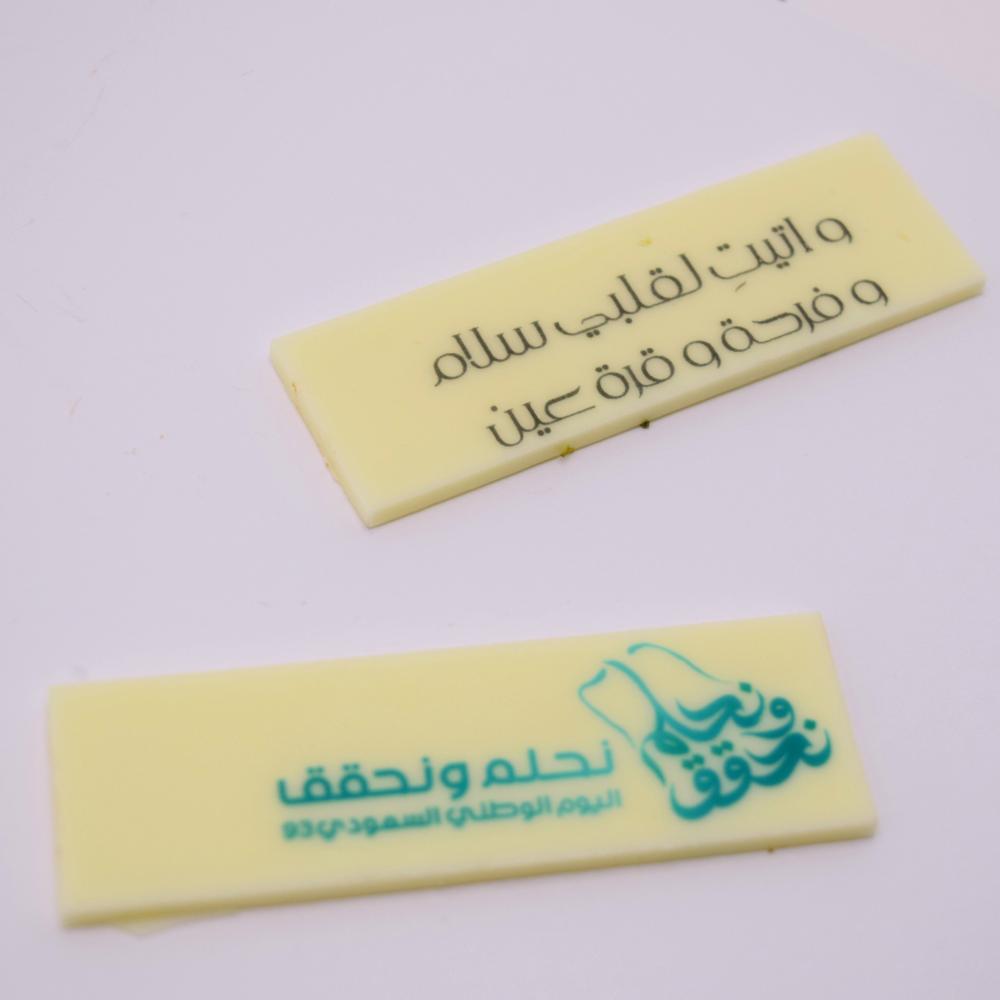 و اتيتِ لقلبي سلام
و فرحة و قرة عين
نحلم ونحقق
نحلم ونحقق
اليوم الوطني السعودي 93